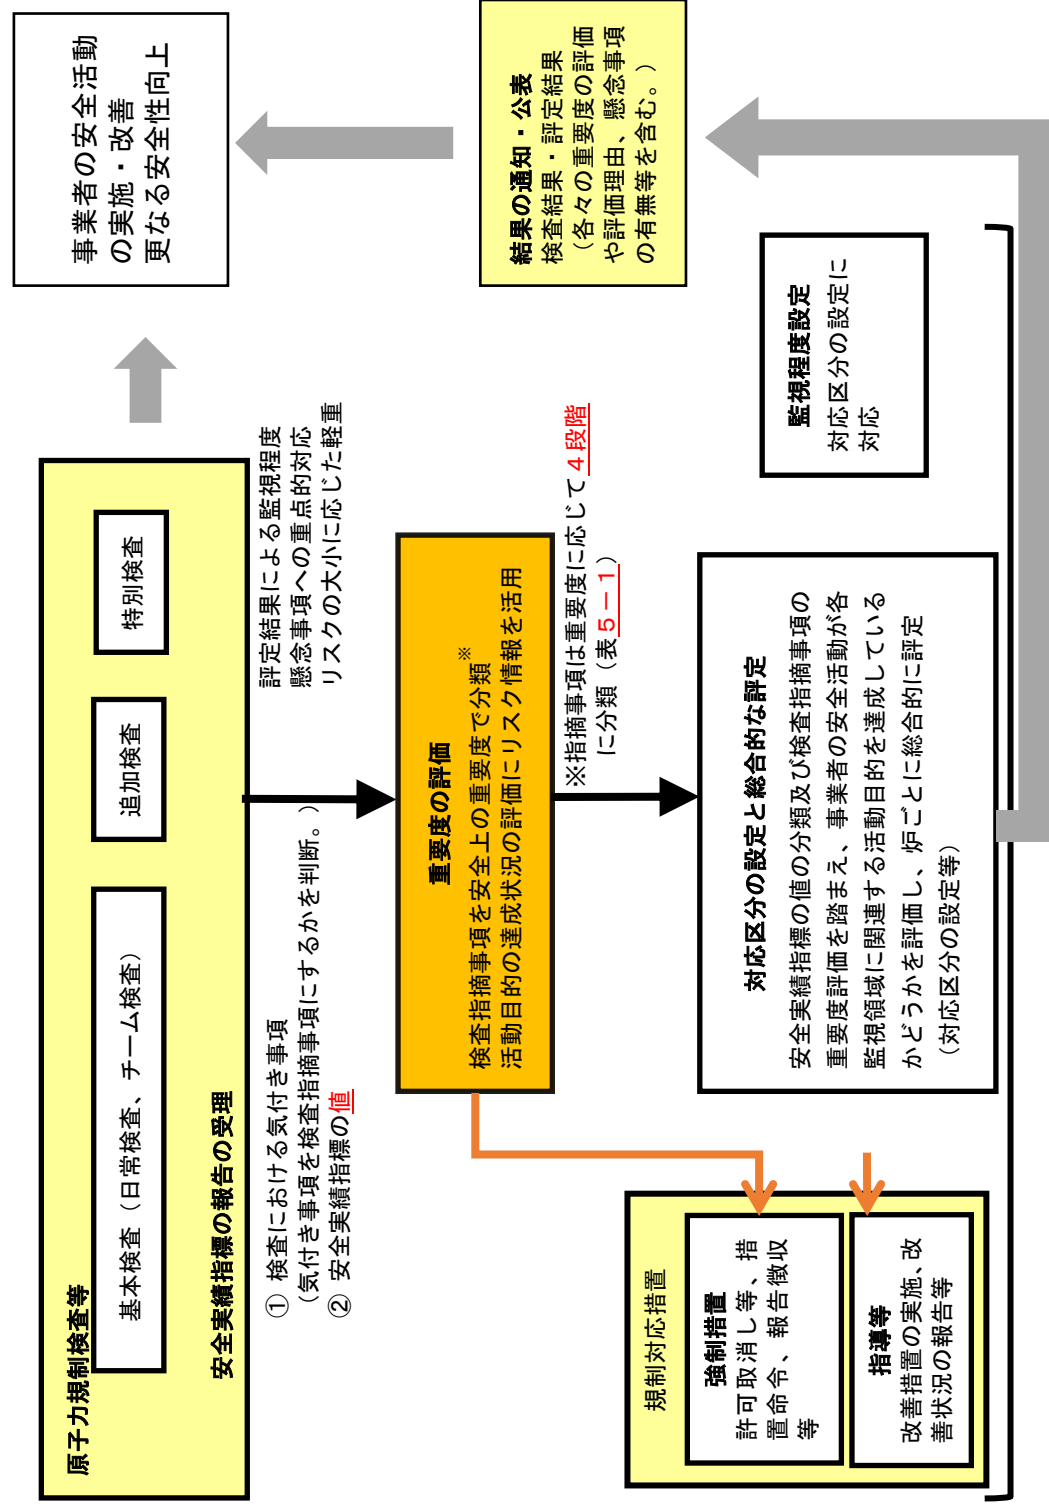 原子力規制検査等
基本検査（日常検査、チーム検査）
追加検査
特別検査
安全実績指標の報告の受理
事業者の安全活動
の実施・改善
更なる安全性向上
① 検査における気付き事項
（気付き事項を検査指摘事項にするかを判断。）
② 安全実績指標の値
評定結果による監視程度
懸念事項への重点的対応
リスクの大小に応じた軽重
重要度の評価
検査指摘事項を安全上の重要度で分類※
活動目的の達成状況の評価にリスク情報を活用
※指摘事項は重要度に応じて４段階
に分類（表５－１）
結果の通知・公表
検査結果・評定結果
（各々の重要度の評価
や評価理由、懸念事項
の有無等を含む。）
規制対応措置
強制措置
許可取消し等、措
置命令、報告徴収
等
指導等
改善措置の実施、改
善状況の報告等
対応区分の設定と総合的な評定
安全実績指標の値の分類及び検査指摘事項の
重要度評価を踏まえ、事業者の安全活動が各
監視領域に関連する活動目的を達成している
かどうかを評価し、炉ごとに総合的に評定
（対応区分の設定等）
監視程度設定
対応区分の設定に
対応